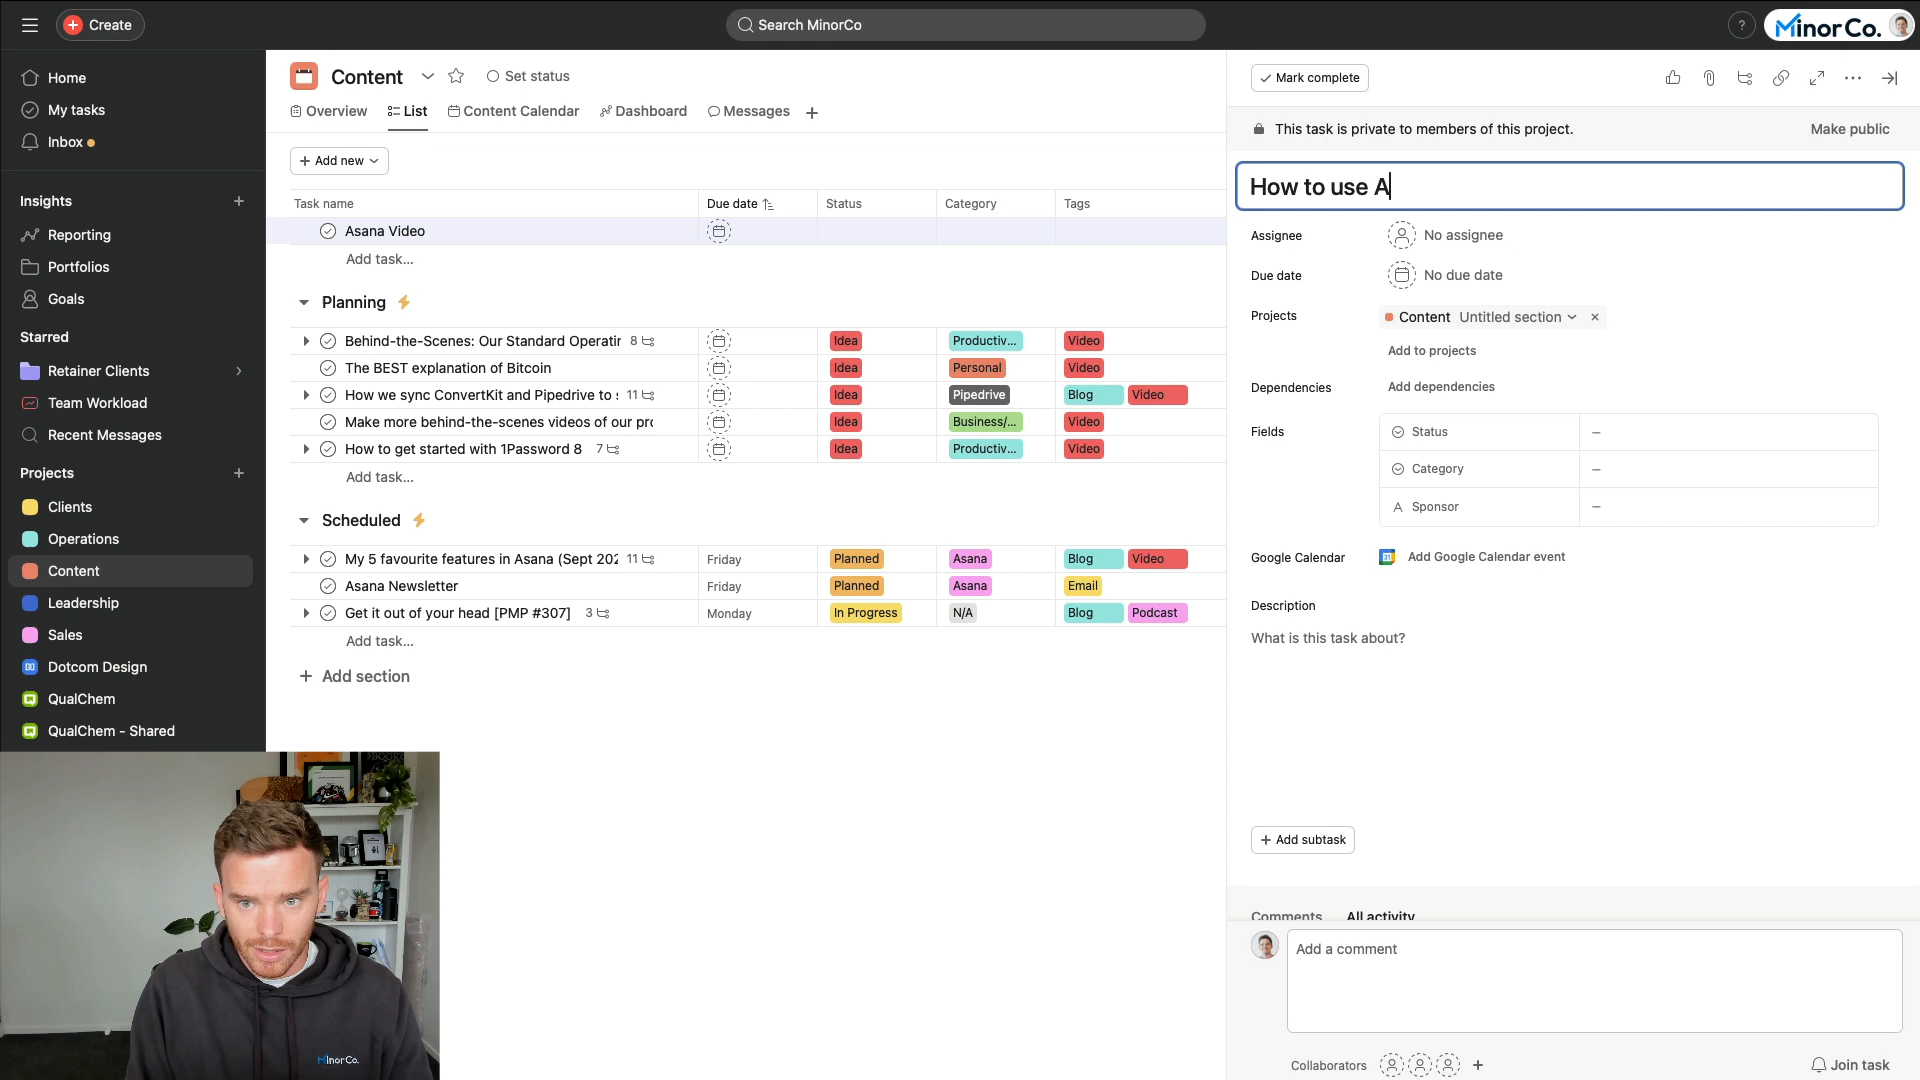 Create
Search MinorCo
?
MinorCo.
Home
My tasks
Inbox
Insights
Reporting
Portfolios
Goals
Starred
Retainer Clients
Team Workload
Recent Messages
Projects
Clients
Operations
Content
Leadership
Sales
Dotcom Design
QualChem
QualChem - Shared
Content
Set status
Overview
List
Content Calendar
Dashboard
Messages
Add new
Task name Due date Status Category Tags
Asana Video
Add task...
Planning
Behind-the-Scenes: Our Standard Operatir 8 Idea Productiv... Video
The BEST explanation of Bitcoin Idea Personal Video
How we sync ConvertKit and Pipedrive to 11 Idea Pipedrive Blog Video
Make more behind-the-scenes videos of our pro Idea Business/... Video
How to get started with 1Password 8 7 Idea Productiv... Video
Add task...
Scheduled
My 5 favourite features in Asana (Sept 202 11 Friday Planned Asana Blog Video
Asana Newsletter Friday Planned Asana Email
Get it out of your head [PMP #307] 3 Monday In Progress N/A Blog Podcast
Add task...
Add section
Mark complete
This task is private to members of this project. Make public
How to use A
Assignee No assignee
Due date No due date
Projects Content Untitled section
Add to projects
Dependencies Add dependencies
Fields Status –
Category –
A Sponsor –
Google Calendar Add Google Calendar event
Description
What is this task about?
Add subtask
Comments All activity
Add a comment
Collaborators
Join task
MinorCo.